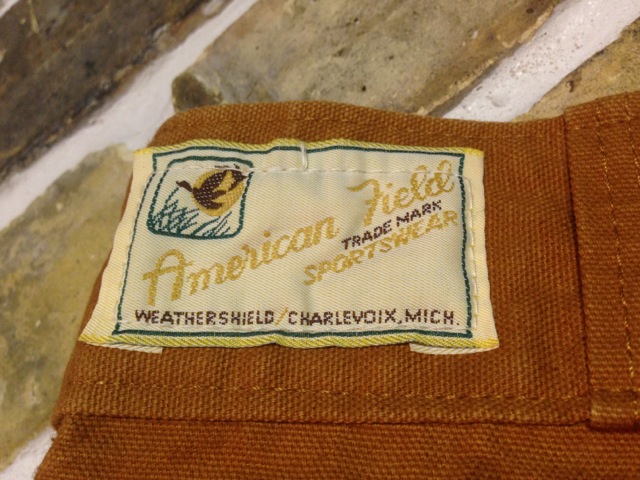 American Field
TRADE MARK
SPORTSWEAR
WEATHERSHIELD/CHARLEVOIX, MICH.